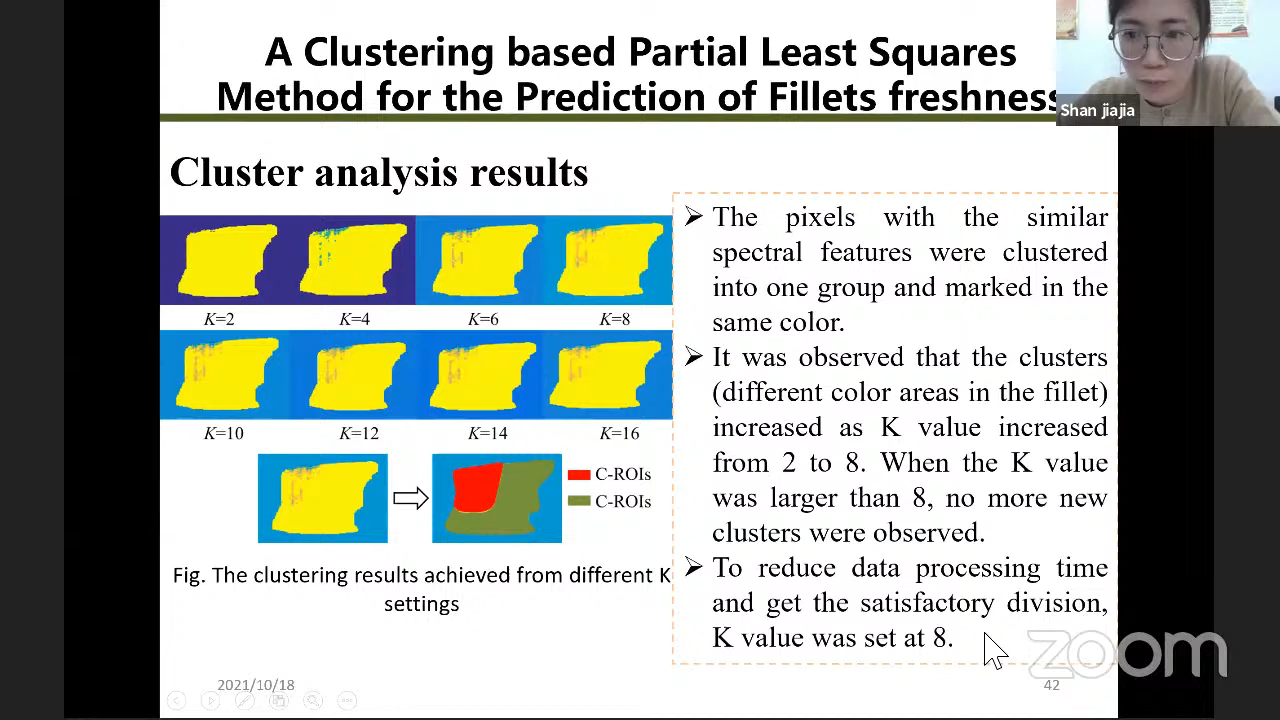 A Clustering based Partial Least Squares
Method for the Prediction of Fillets freshness
Shan jiajia
Cluster analysis results
K=2
K=4
K=6
K=8
K=10
K=12
K=14
K=16
C-ROIs
C-ROIs
Fig. The clustering results achieved from different K
settings
➢ The pixels with the similar
spectral features were clustered
into one group and marked in the
same color.
➢ It was observed that the clusters
(different color areas in the fillet)
increased as K value increased
from 2 to 8. When the K value
was larger than 8, no more new
clusters were observed.
➢ To reduce data processing time
and get the satisfactory division,
K value was set at 8.
zoom
2021/10/18
42